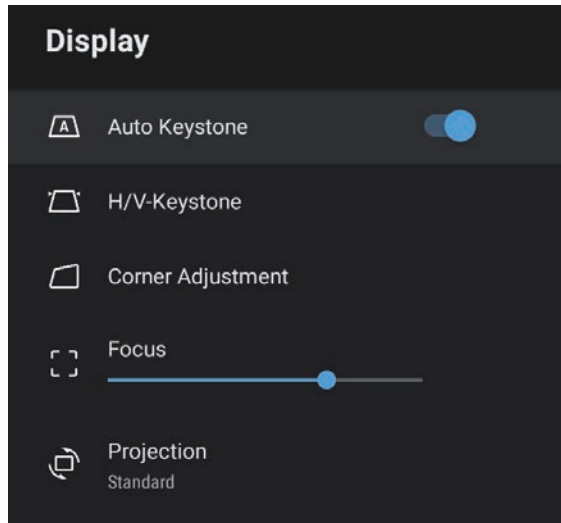 Display
A
Auto Keystone
H/V-Keystone
Corner Adjustment
Focus
Projection
Standard